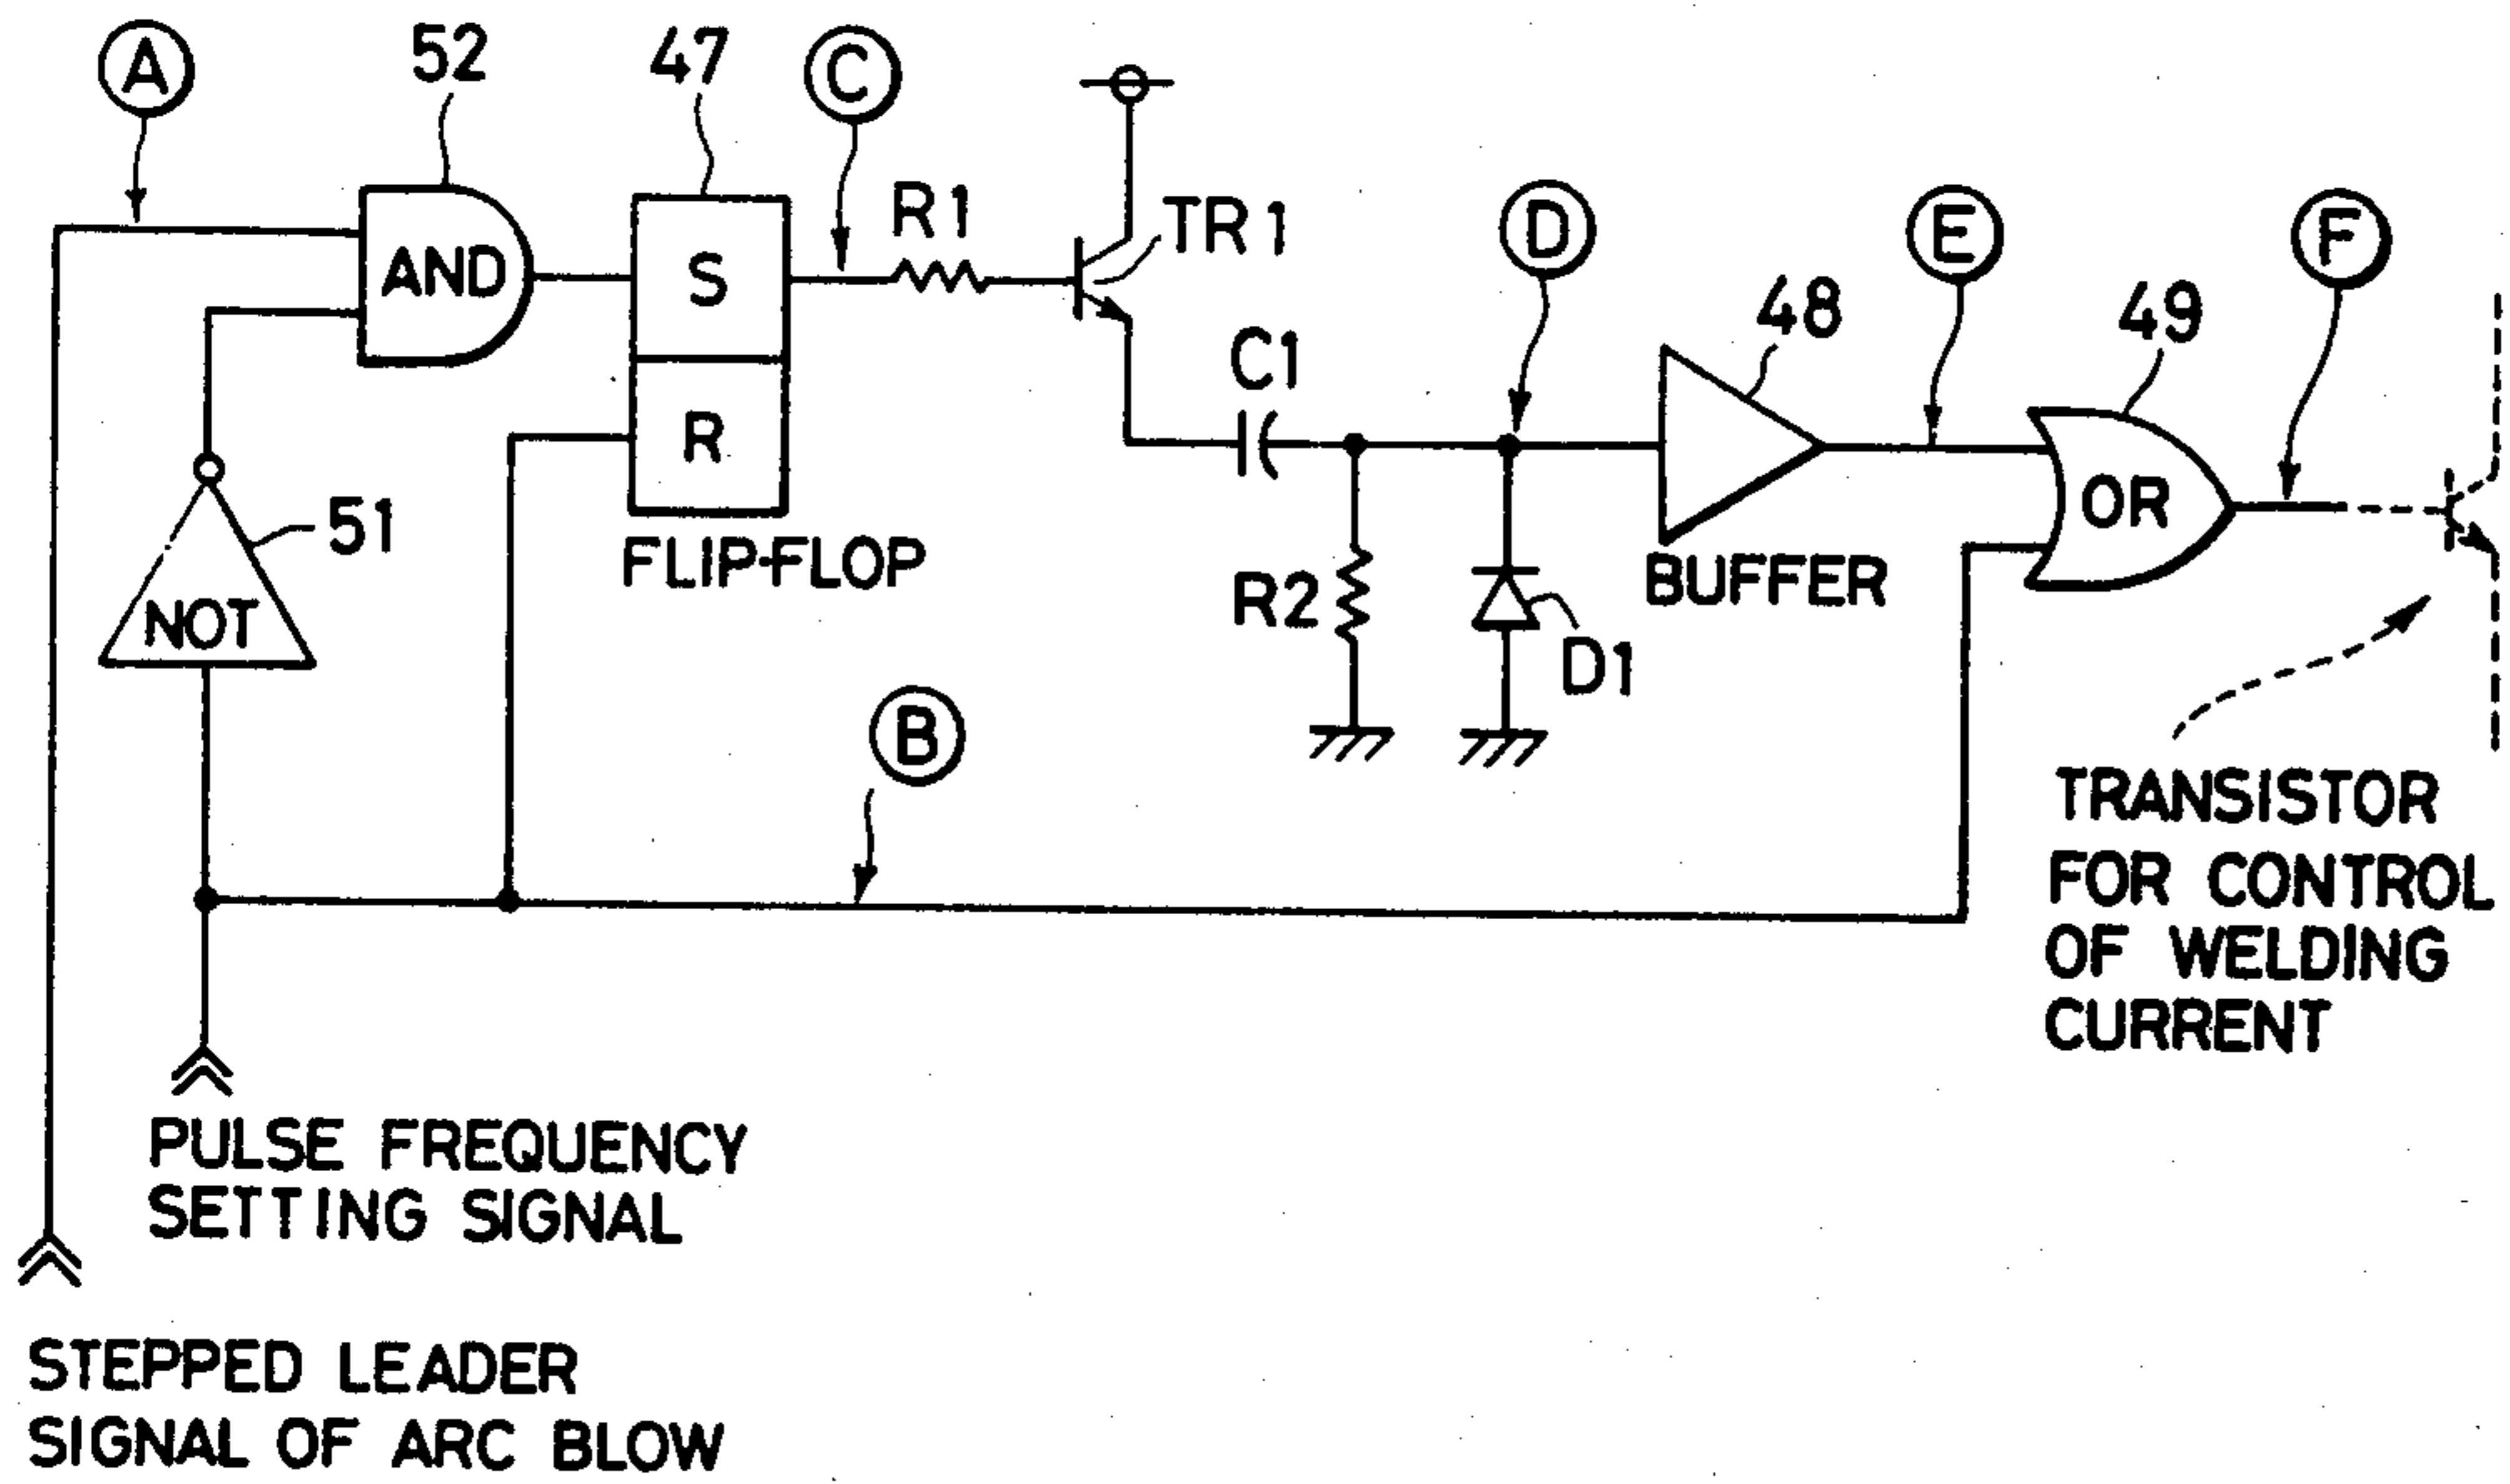 A
52
47
C
R1
TR1
D
E
F
AND
S
C1
48
49
R
51
FLIP-FLOP
OR
NOT
R2
BUFFER
D1
B
TRANSISTOR
FOR CONTROL
OF WELDING
CURRENT
PULSE FREQUENCY
SETTING SIGNAL
STEPPED LEADER
SIGNAL OF ARC BLOW